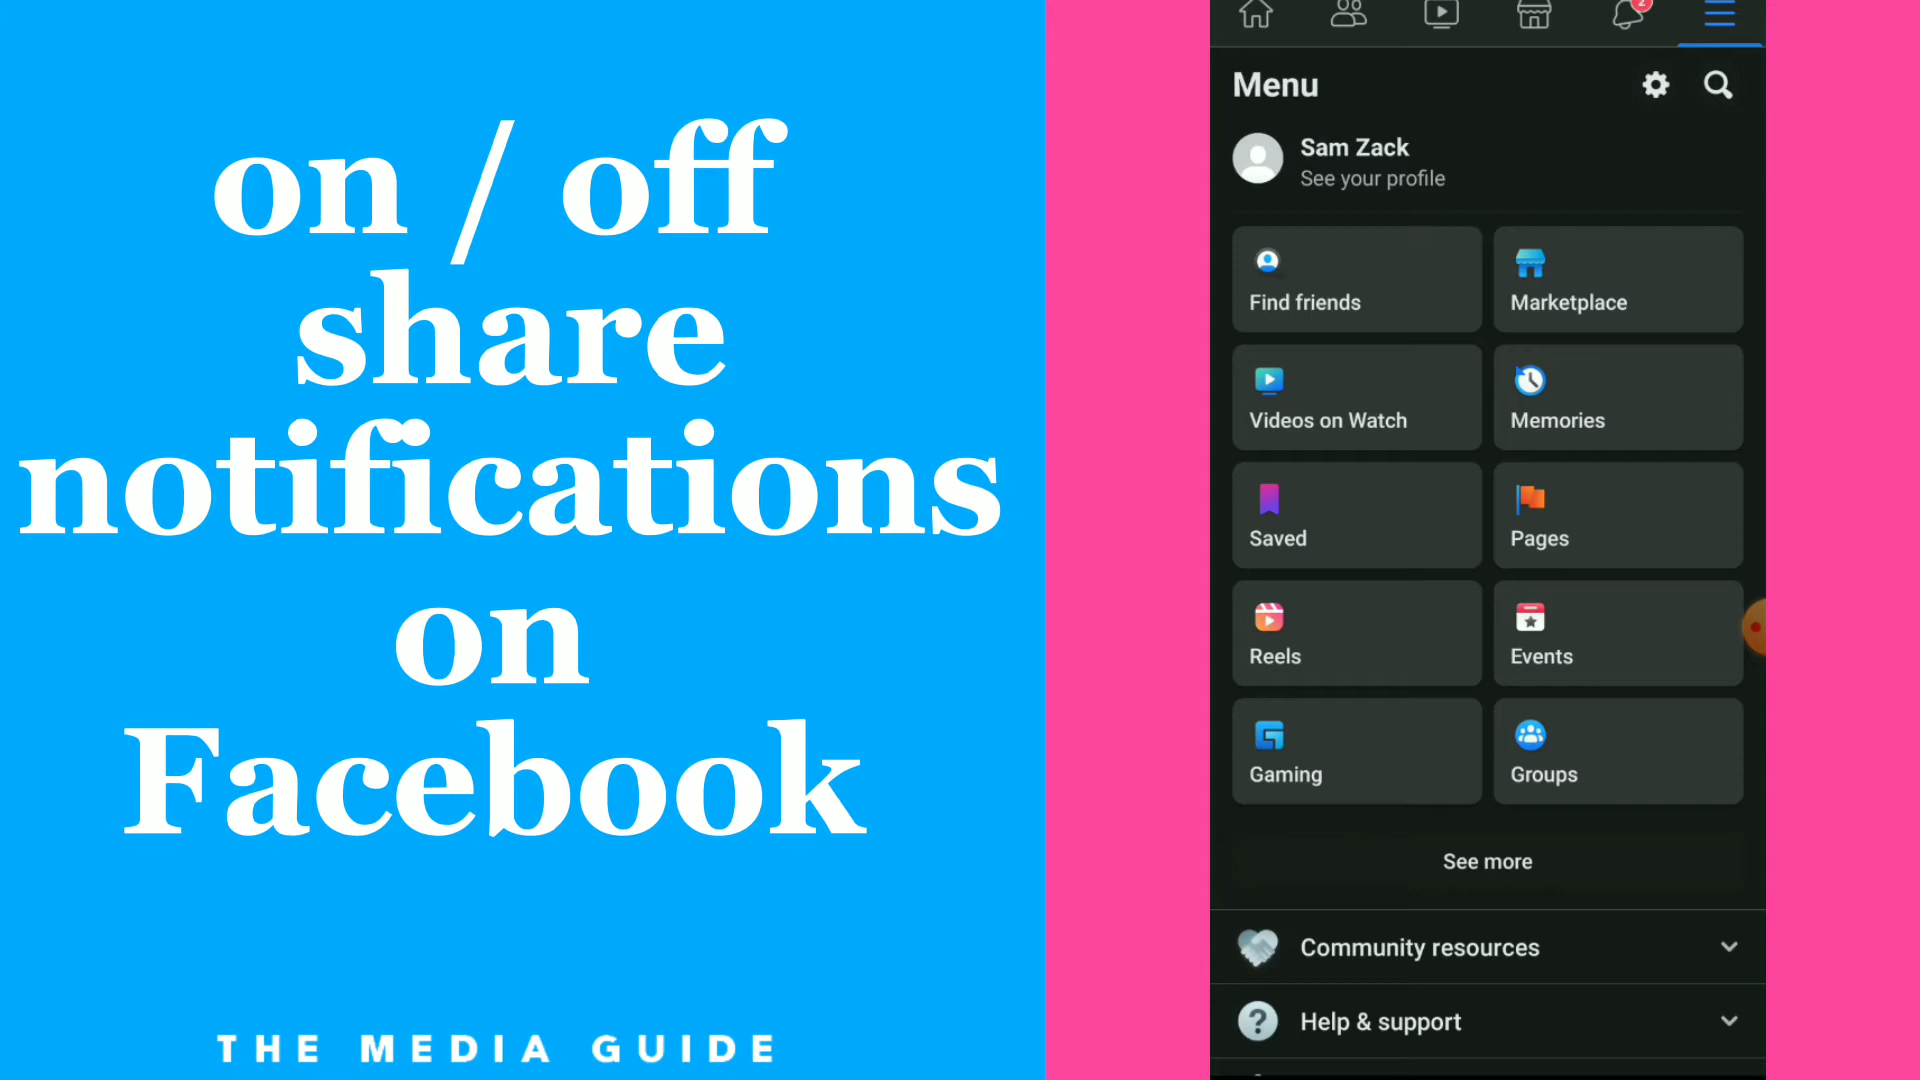 on / off
share
notifications
on
Facebook
THE MEDIA GUIDE
2
Menu
Sam Zack
See your profile
Find friends
Marketplace
Videos on Watch
Memories
Saved
Pages
Reels
Events
Gaming
Groups
See more
Community resources
Help & support